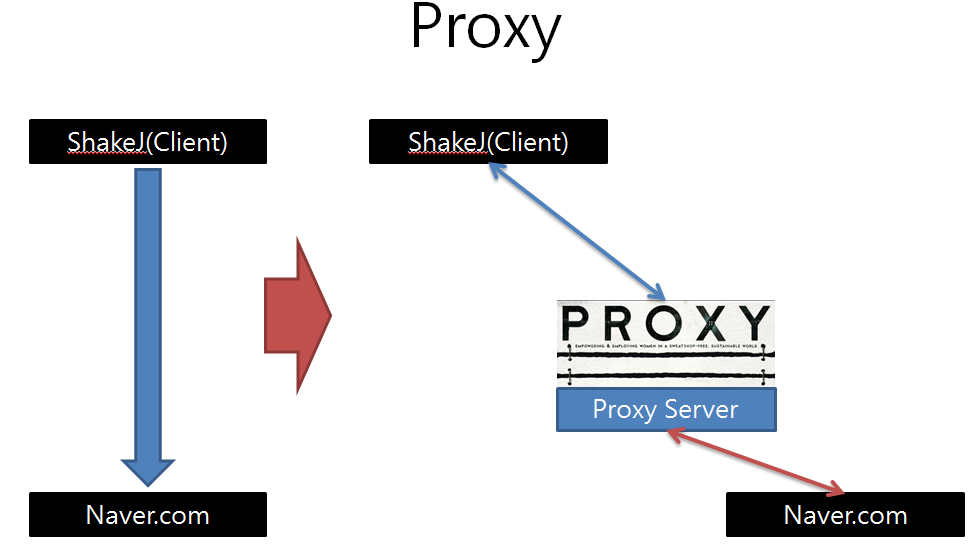 Proxy
ShakeJ(Client)
ShakeJ(Client)
PROXY
EMPOWERING & EMPLOYING WOMEN IN A SWEATSHOP-FREE, SUSTAINABLE WORLD
Proxy Server
Naver.com
Naver.com